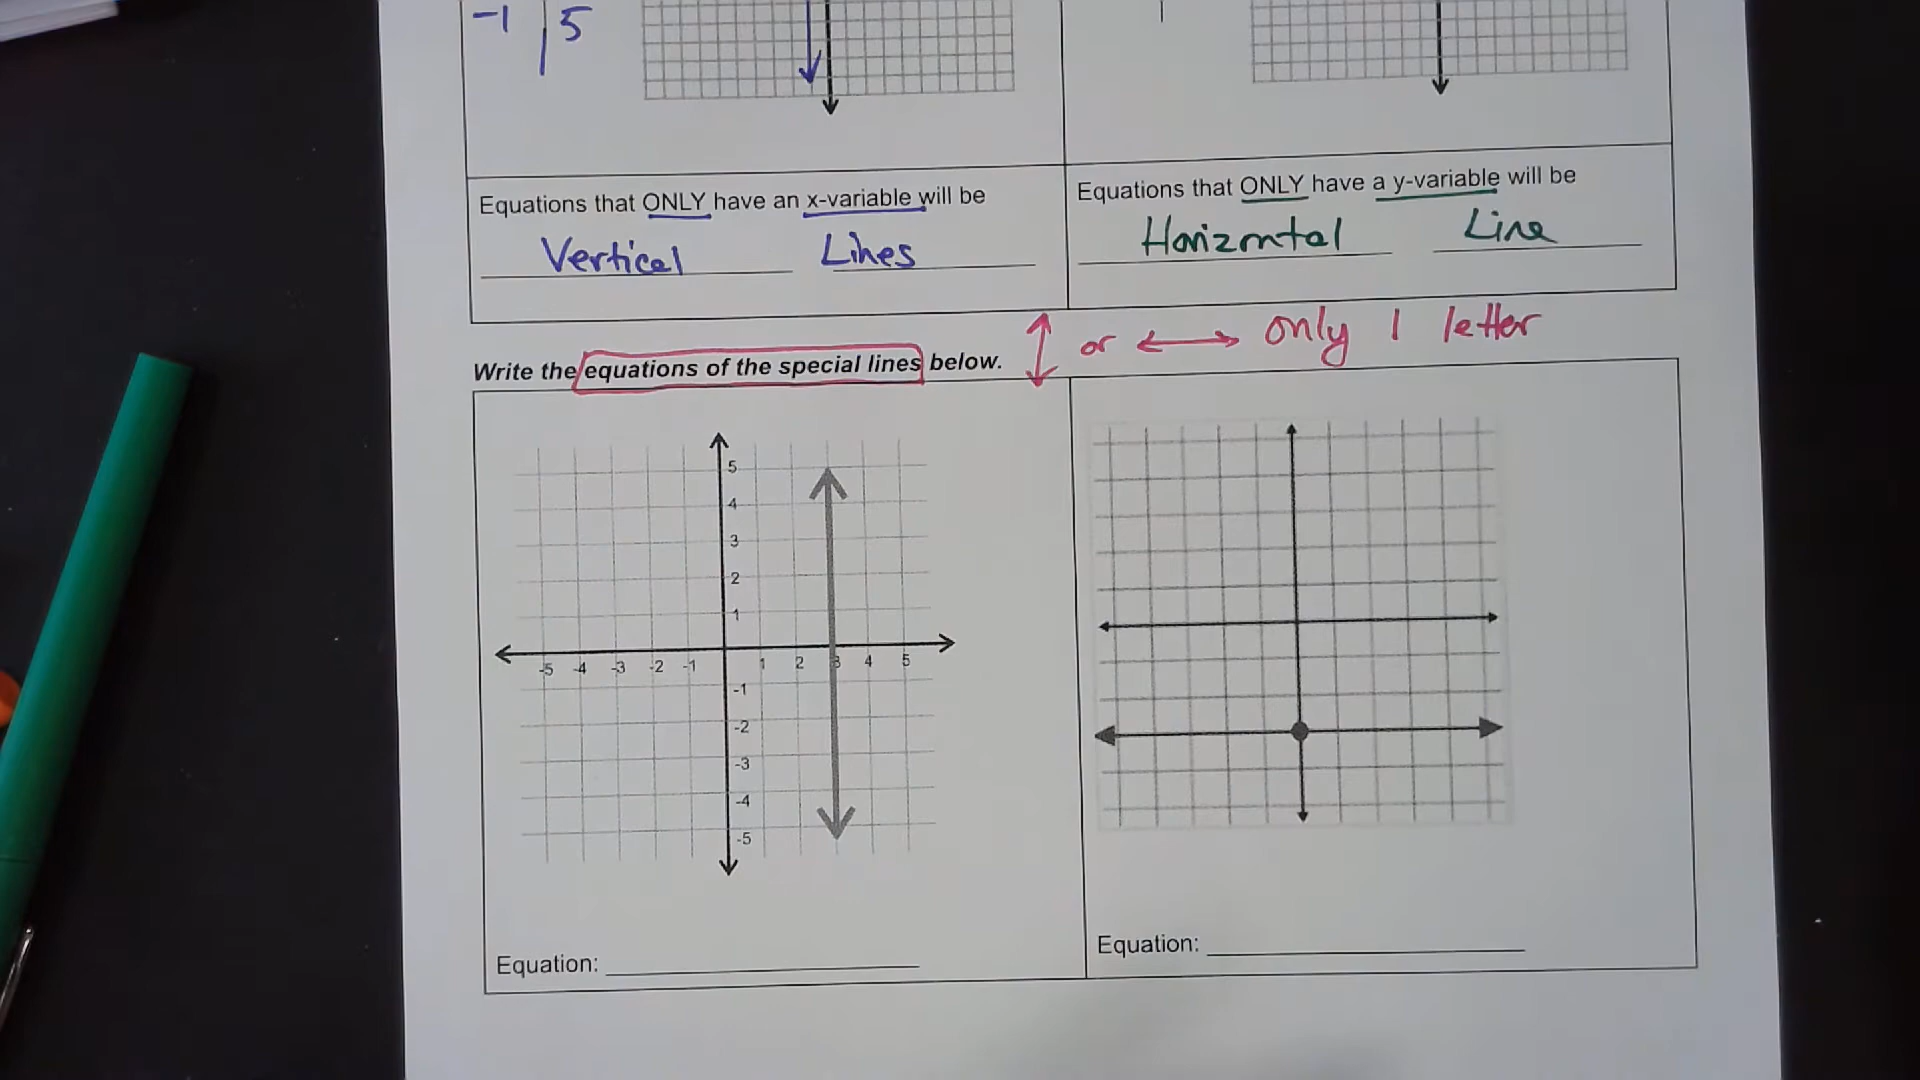 -1 | 5
Equations that ONLY have an x-variable will be
Vertical Lines
Equations that ONLY have a y-variable will be
Horizontal Line
Write the equations of the special lines below.
or only 1 letter
5
4
3
2
1
-5 -4 -3 -2 -1 1 2 3 4 5
-1
-2
-3
-4
-5
Equation:
Equation: